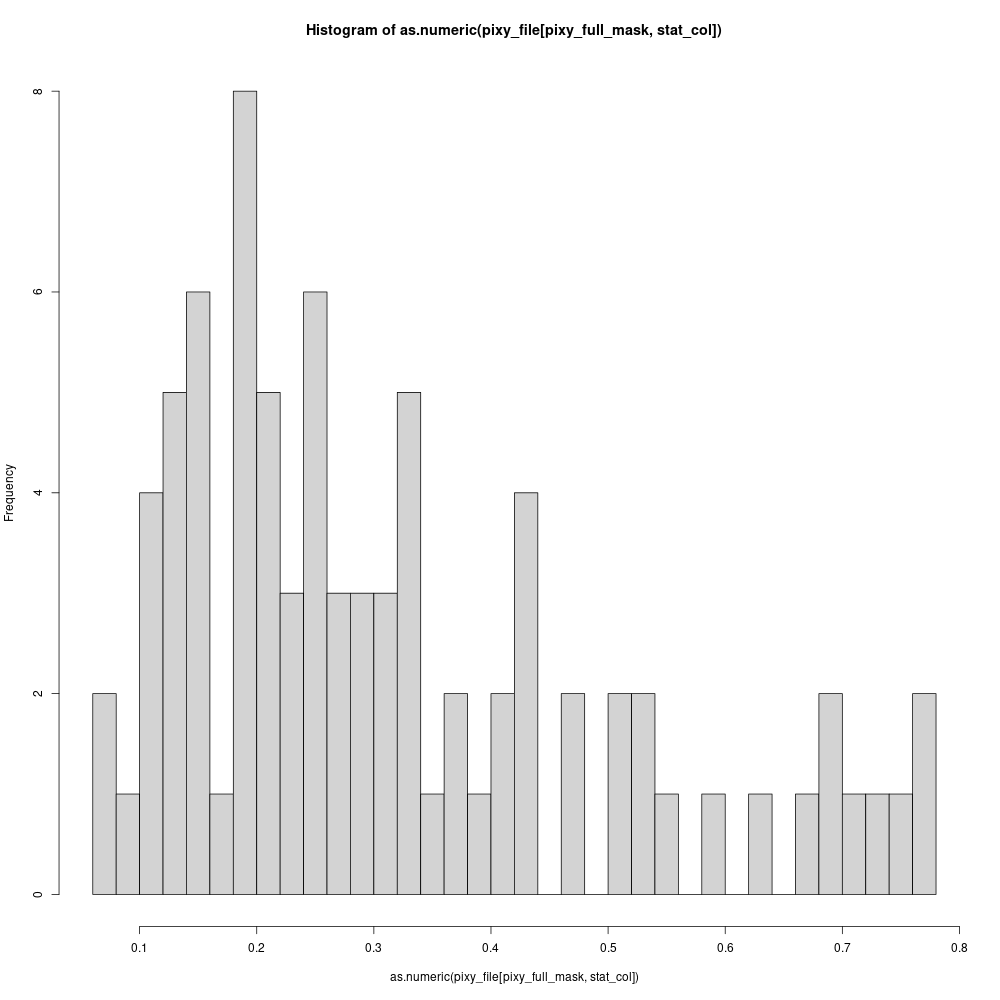 Histogram of as.numeric(pixy_file[pixy_full_mask, stat_col])
8
6
4
2
0
Frequency
0.1 0.2 0.3 0.4 0.5 0.6 0.7 0.8
as.numeric(pixy_file[pixy_full_mask, stat_col])